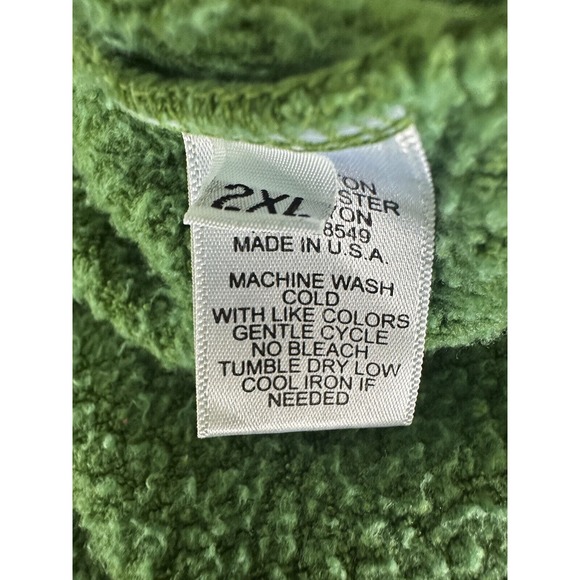 2XL
8549
MADE IN U.S.A.
MACHINE WASH
COLD
WITH LIKE COLORS
GENTLE CYCLE
NO BLEACH
TUMBLE DRY LOW
COOL IRON IF
NEEDED